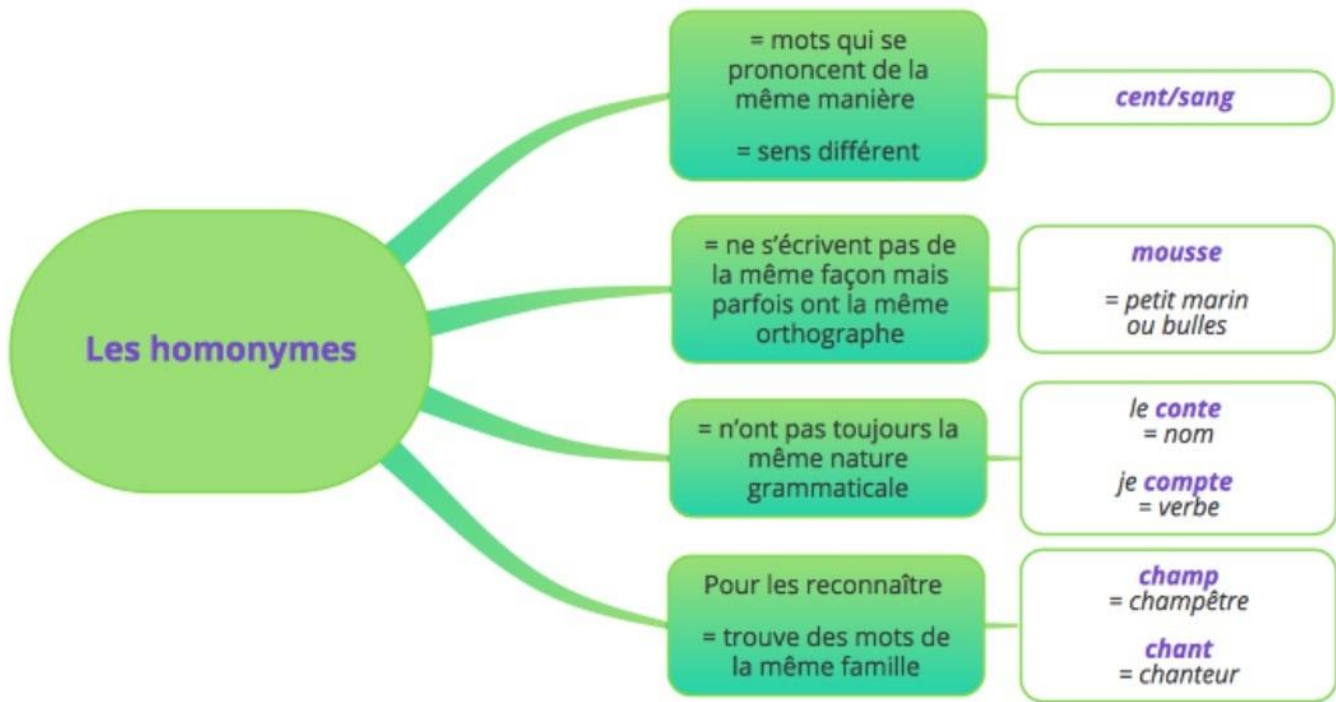 Les homonymes
= mots qui se
prononcent de la
même manière
= sens différent
cent/sang
= ne s'écrivent pas de
la même façon mais
parfois ont la même
orthographe
mousse
= petit marin
ou bulles
= n'ont pas toujours la
même nature
grammaticale
le conte
= nom
je compte
= verbe
Pour les reconnaître
= trouve des mots de
la même famille
champ
= champêtre
chant
= chanteur